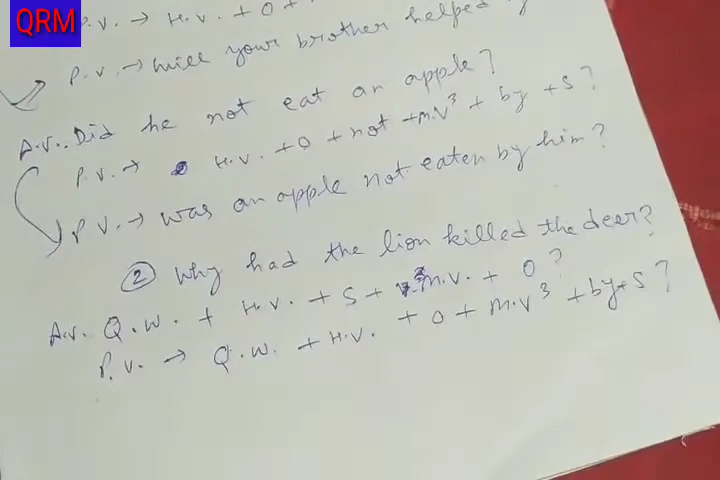 QRM
P.V. → H.V. + O +
P.V. → Will your brother helped
A.V.. Did he not eat an apple?
P.V. → H.V. + O + not + M.V³ + by + S?
P.V. → was an apple not eaten by him?
② Why had the lion killed the deer?
A.V. Q.W. + H.V. + S + M.V. + O?
P.V. → Q.W. + H.V. + O + M.V³ + by + S?